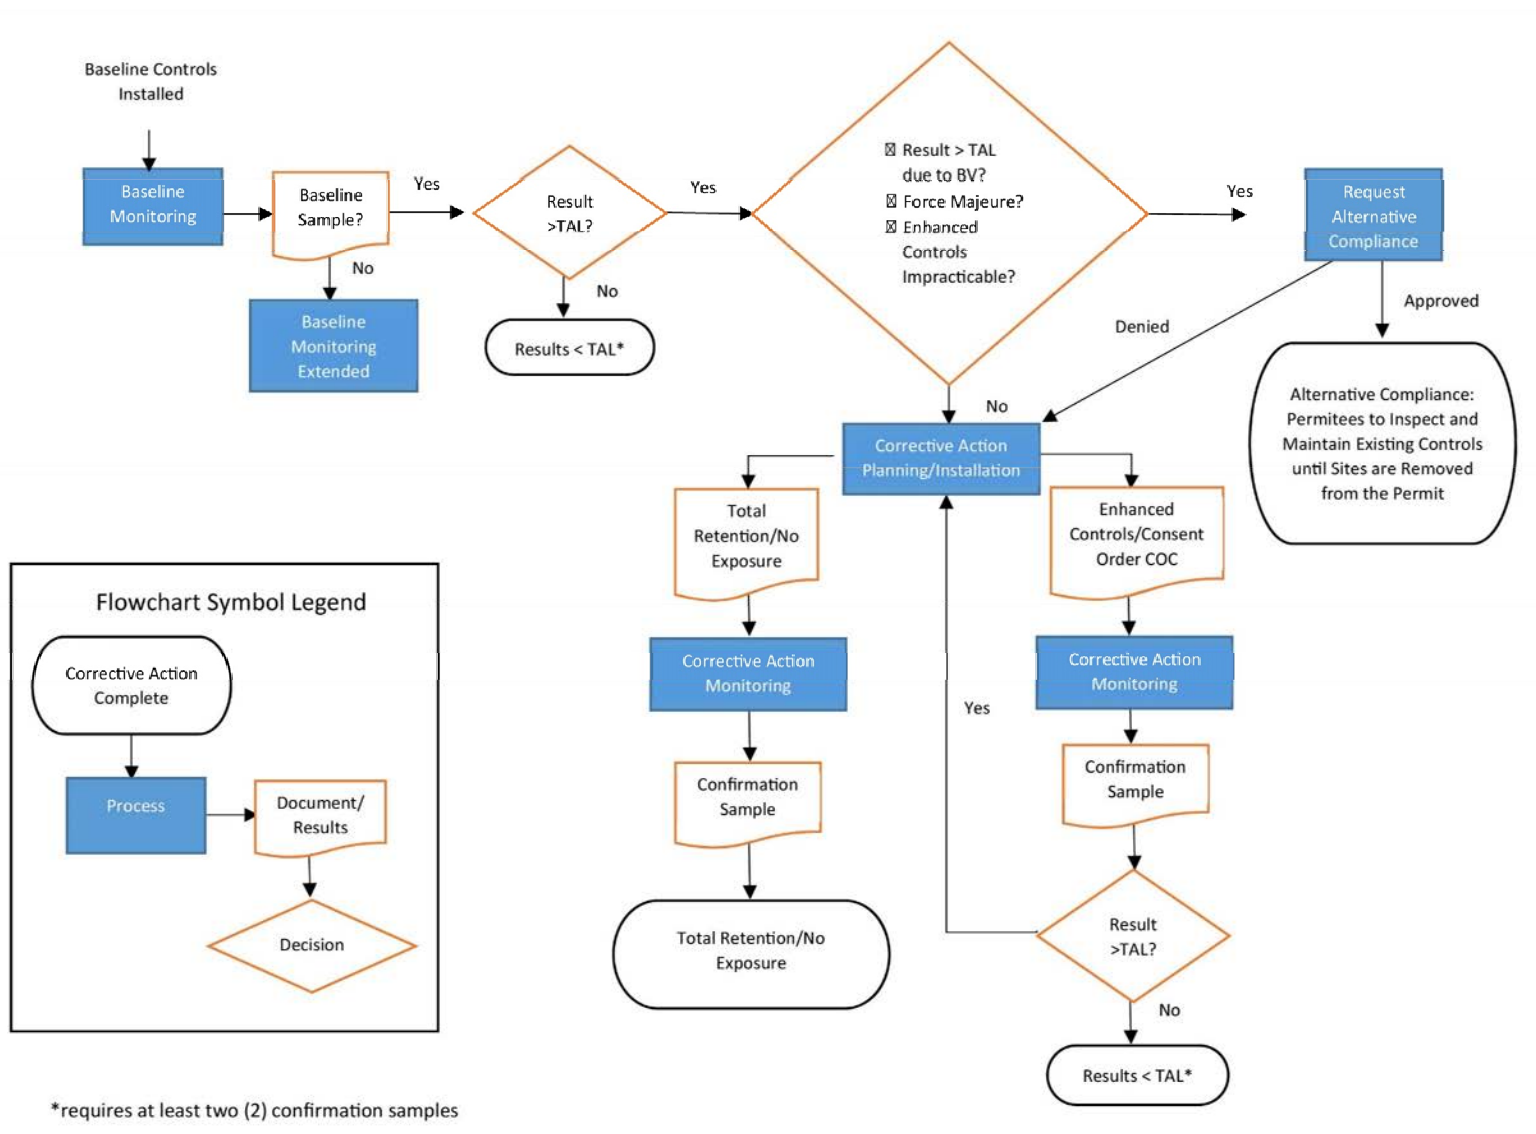 Baseline Controls
Installed
Baseline
Monitoring
Baseline
Sample?
Yes
No
Baseline
Monitoring
Extended
Result
>TAL?
Yes
No
Results < TAL*
Result > TAL
due to BV?
Force Majeure?
Enhanced
Controls
Impracticable?
Yes
No
Request
Alternative
Compliance
Denied
Approved
Alternative Compliance:
Permitees to Inspect and
Maintain Existing Controls
until Sites are Removed
from the Permit
Corrective Action
Planning/Installation
Total
Retention/No
Exposure
Corrective Action
Monitoring
Confirmation
Sample
Total Retention/No
Exposure
Enhanced
Controls/Consent
Order COC
Corrective Action
Monitoring
Confirmation
Sample
Result
>TAL?
Yes
No
Results < TAL*
Flowchart Symbol Legend
Corrective Action
Complete
Process
Document/
Results
Decision
*requires at least two (2) confirmation samples